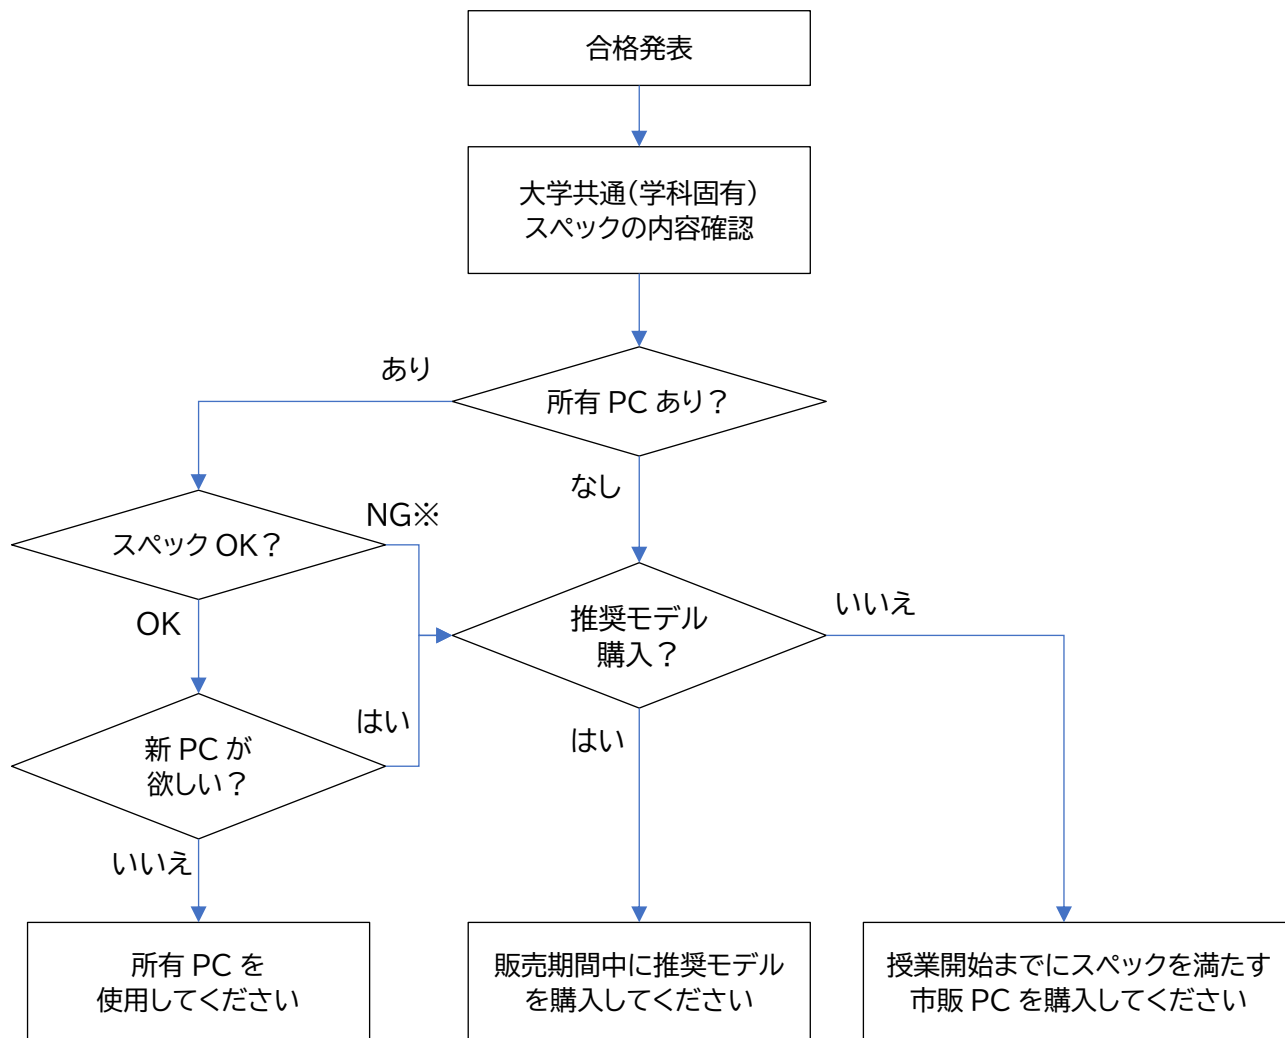 合格発表
大学共通(学科固有)
スペックの内容確認
あり
所有 PC あり？
なし
NG※
スペック OK？
OK
推奨モデル
購入？
いいえ
はい
新 PC が
欲しい？
はい
いいえ
所有 PC を
使用してください
販売期間中に推奨モデル
を購入してください
授業開始までにスペックを満たす
市販 PC を購入してください